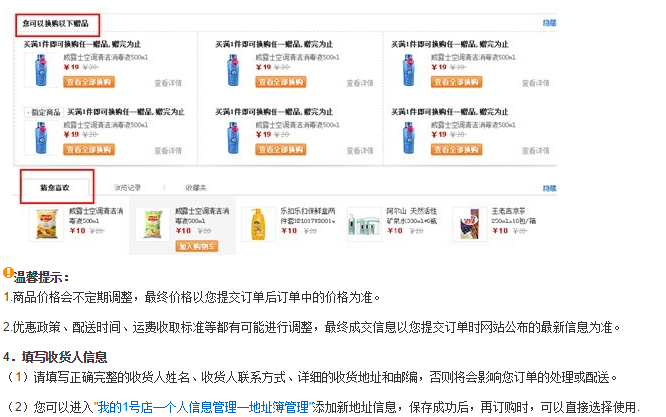 您可以换购以下赠品
隐藏
买满1件即可换购任一赠品,赠完为止
买满1件即可换购任一赠品,赠完为止
买满1件即可换购任一赠品,赠完为止
威露士空调清洁消毒液500ml
威露士空调清洁消毒液500ml
威露士空调清洁消毒液500ml
￥19 ￥20
￥19 ￥20
￥19 ￥20
查看全部换购
查看详情
查看全部换购
查看详情
查看全部换购
查看详情
指定商品 买满1件即可换购任一赠品,赠完为止
买满1件即可换购任一赠品,赠完为止
买满1件即可换购任一赠品,赠完为止
威露士空调清洁消毒液500ml
威露士空调清洁消毒液500ml
威露士空调清洁消毒液500ml
￥19 ￥20
￥19 ￥20
￥19 ￥20
查看全部换购
查看详情
查看全部换购
查看详情
查看全部换购
查看详情
猜您喜欢
浏览记录
收藏夹
隐藏
威露士空调清洁消
毒液500ml
￥10 ￥20
威露士空调清洁消
毒液500ml
￥10 ￥20
加入购物车
乐扣乐扣保鲜盒两
￥10 ￥20
阿尔山 天然活性
￥10 ￥20
王老吉凉茶
250ml×16包/箱
￥10 ￥20
温馨提示：
1.商品价格会不定期调整，最终价格以您提交订单后订单中的价格为准。
2.优惠政策、配送时间、运费收取标准等都有可能进行调整，最终成交信息以您提交订单时网站公布的最新信息为准。
4．填写收货人信息
（1）请填写正确完整的收货人姓名、收货人联系方式、详细的收货地址和邮编，否则将会影响您订单的处理或配送。
（2）您可以进入"我的1号店—个人信息管理—地址簿管理"添加新地址信息，保存成功后，再订购时，可以直接选择使用.